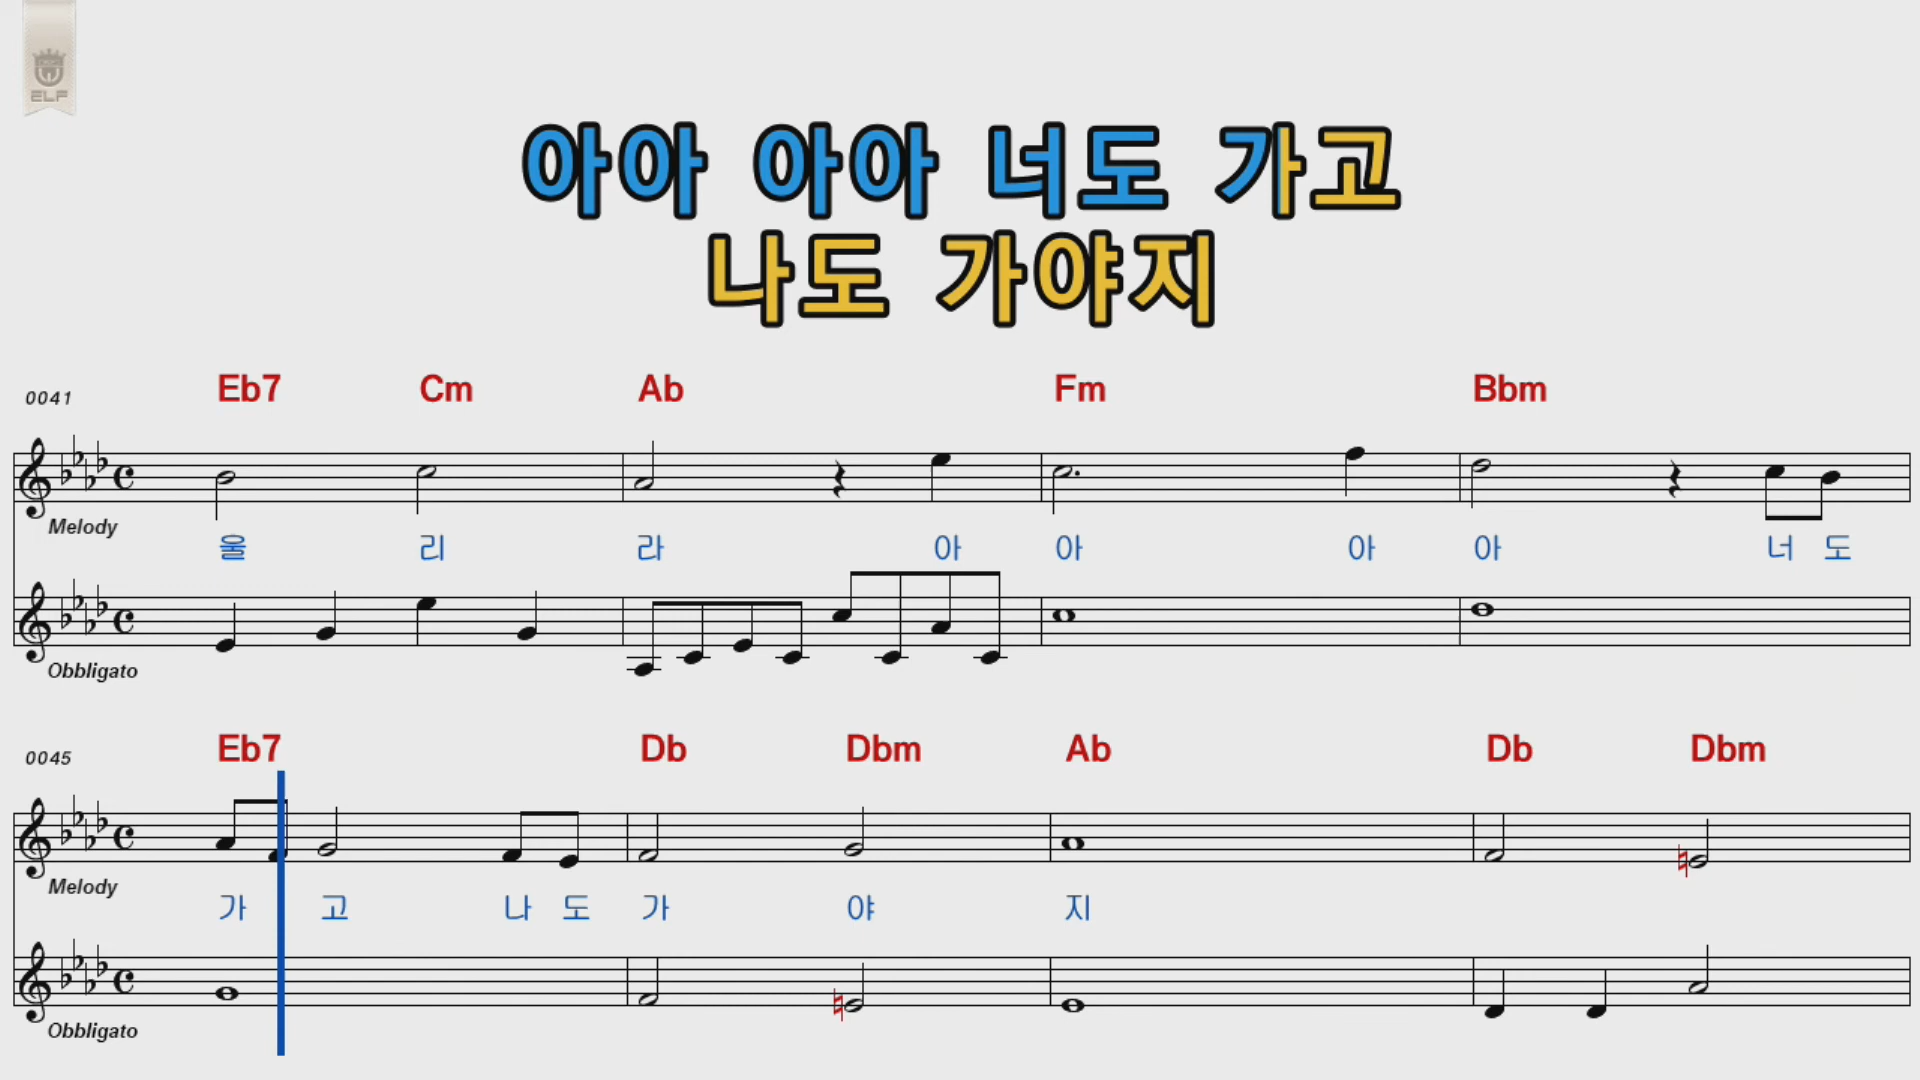 ELF
아아 아아 너도 가고
나도 가야지
0041 Eb7 Cm Ab Fm Bbm
Melody
울 리 라 아 아 아 아 너 도
Obbligato
0045 Eb7 Db Dbm Ab Db Dbm
Melody
가 고 나 도 가 야 지
Obbligato